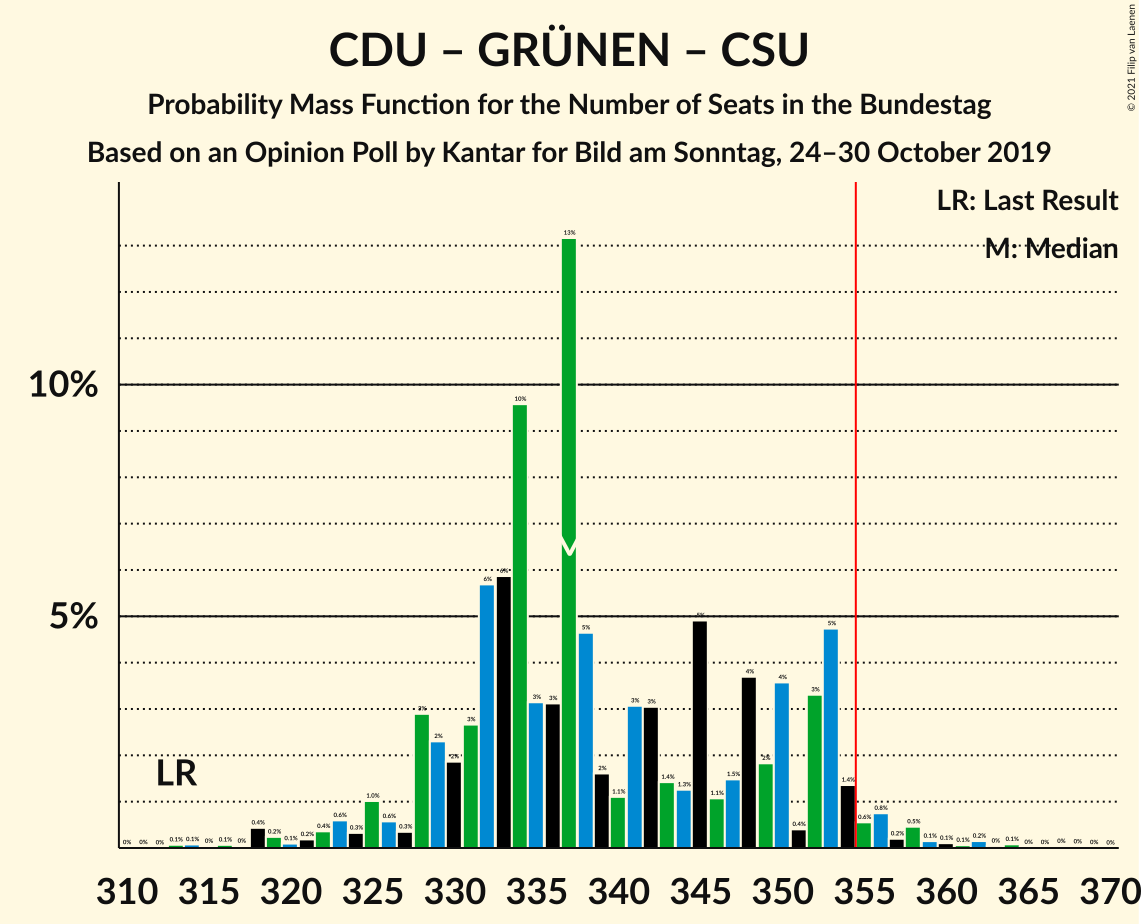 CDU – GRÜNEN – CSU
Probability Mass Function for the Number of Seats in the Bundestag
Based on an Opinion Poll by Kantar for Bild am Sonntag, 24–30 October 2019
© 2021 Filip van Laenen
LR: Last Result
M: Median
10%
5%
LR
0% 0% 0% 0.1% 0.1% 0% 0.1% 0% 0.4% 0.2% 0.1% 0.2% 0.4% 0.6% 0.3% 1.0% 0.6% 0.3% 3% 2% 2% 3% 6% 6% 10% 3% 3% 13% 5% 2% 1.1% 3% 3% 1.4% 1.3% 5% 1.1% 1.5% 4% 2% 4% 0.4% 3% 5% 1.4% 0.6% 0.8% 0.2% 0.5% 0.1% 0.1% 0.1% 0.2% 0% 0.1% 0% 0% 0% 0% 0% 0%
M
310 315 320 325 330 335 340 345 350 355 360 365 370